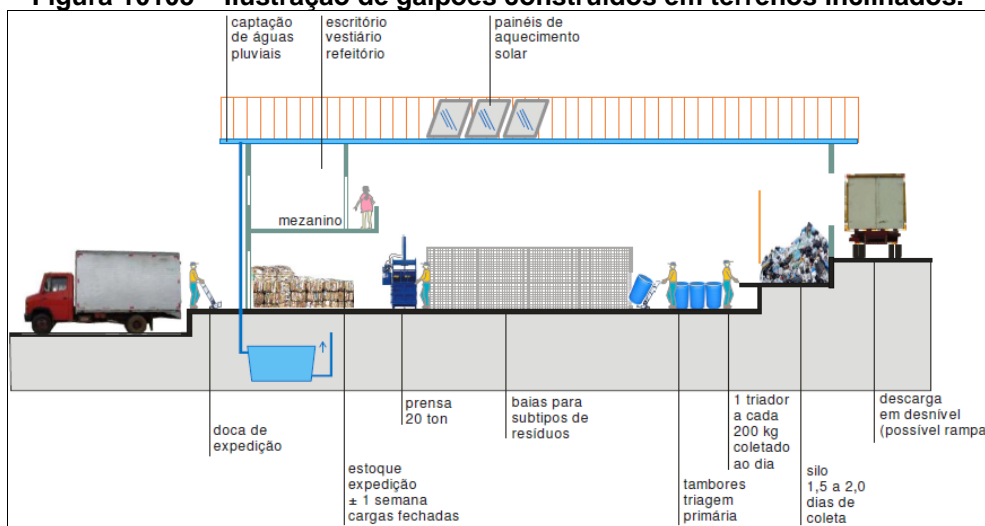 Figura 10103 – Ilustração de galpões construídos em terrenos inclinados.
captação
de águas
pluviais
escritório
vestiário
refeitório
painéis de
aquecimento
solar
mezanino
doca de
expedição
estoque
expedição
± 1 semana
cargas fechadas
prensa
20 ton
baias para
subtipos de
resíduos
tambores
triagem
primária
1 triador
a cada
200 kg
coletado
ao dia
silo
1,5 a 2,0
dias de
coleta
descarga
em desnível
(possível rampa